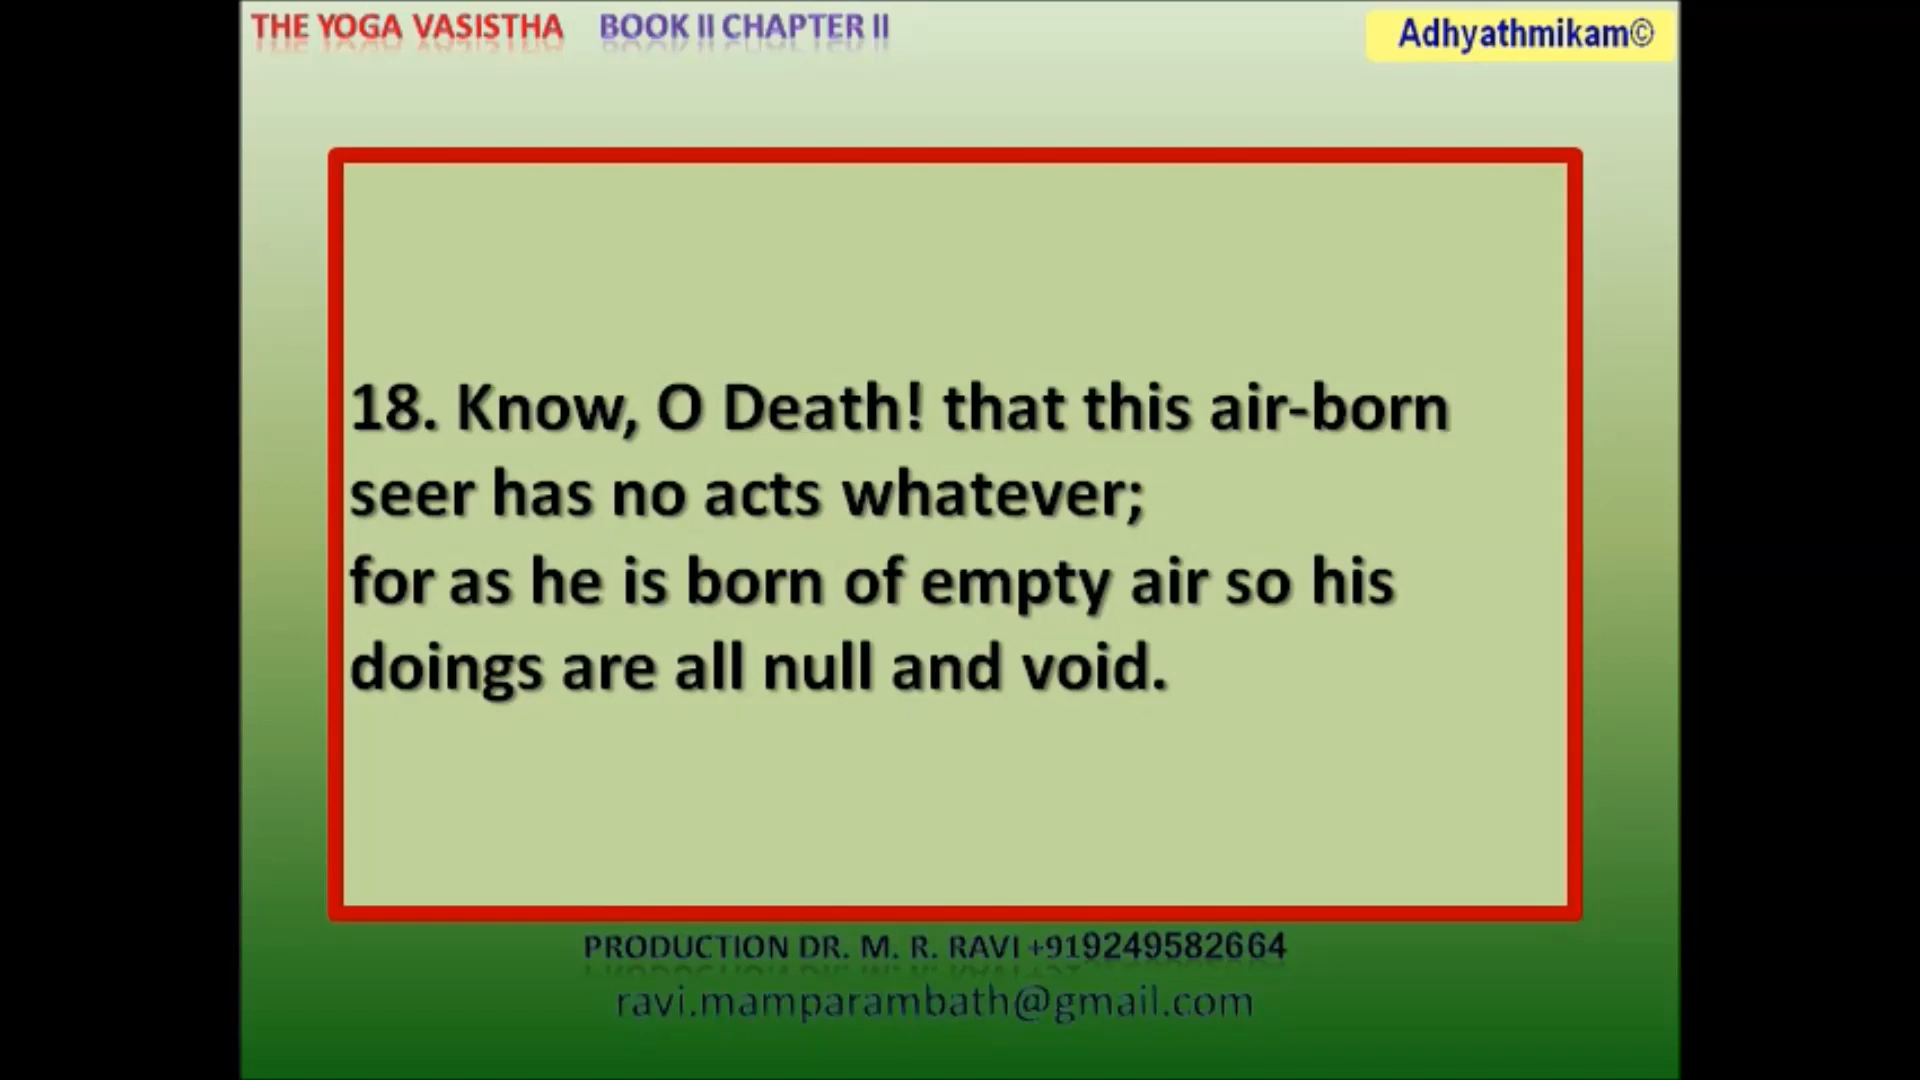 THE YOGA VASISTHA BOOK II CHAPTER II
Adhyathmikam©
18. Know, O Death! that this air-born
seer has no acts whatever;
for as he is born of empty air so his
doings are all null and void.
PRODUCTION DR. M. R. RAVI +919249582664
ravi.mamparambath@gmail.com